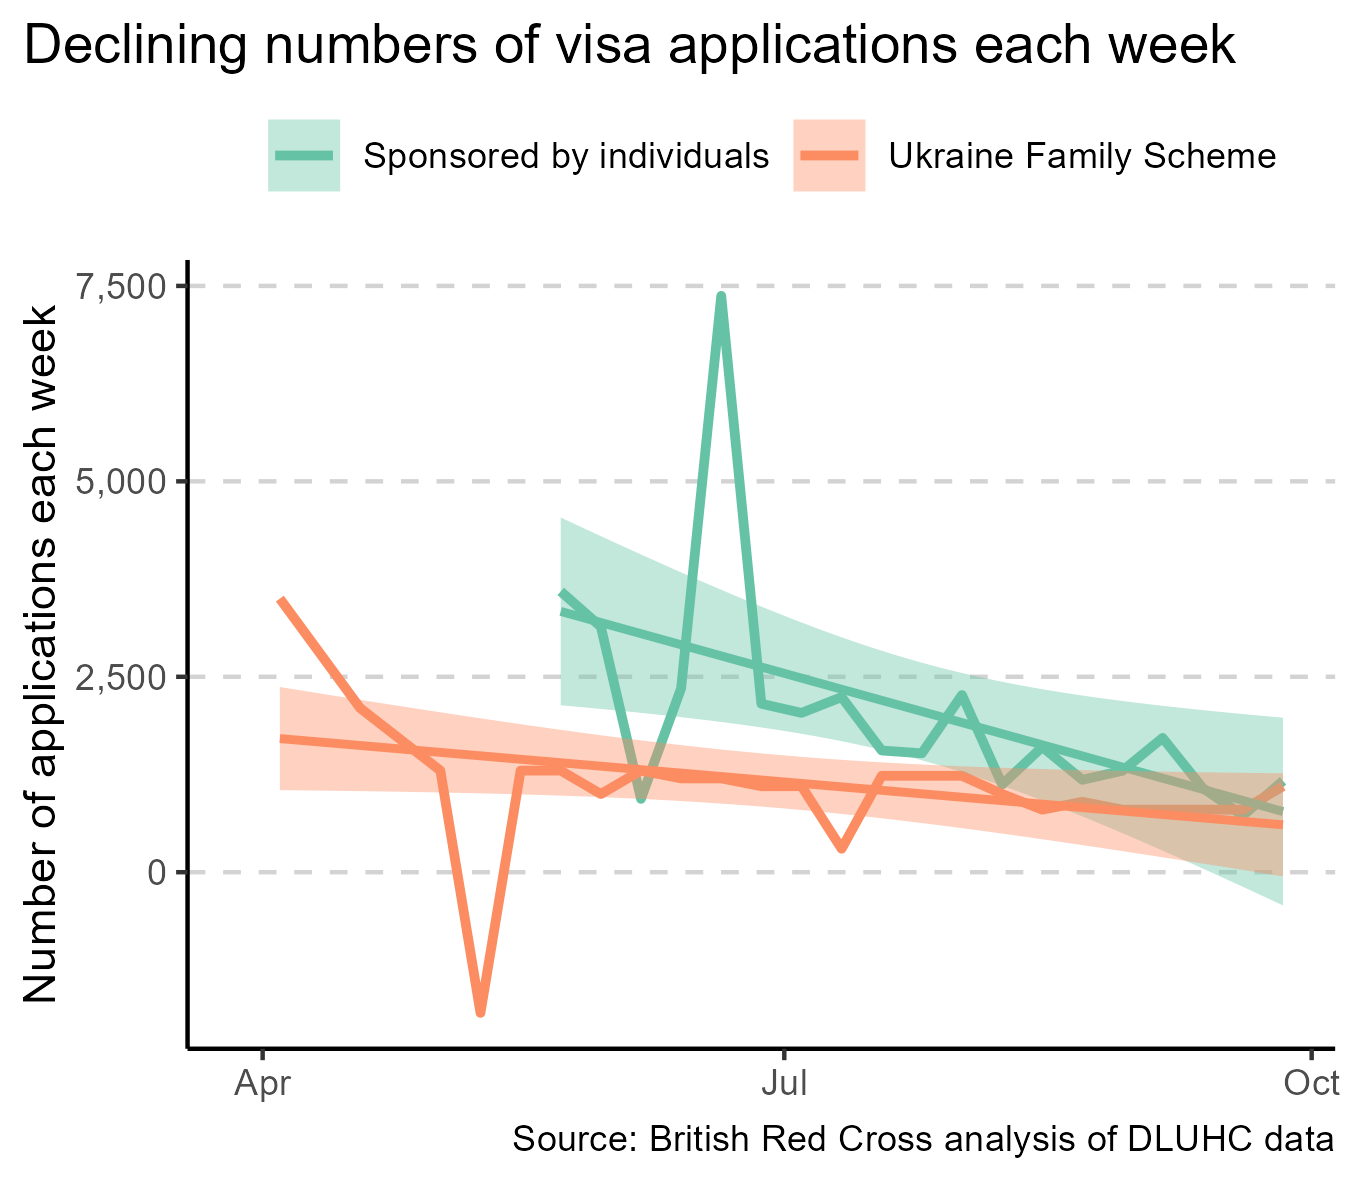 Declining numbers of visa applications each week
Sponsored by individuals
Ukraine Family Scheme
Number of applications each week
7,500
5,000
2,500
0
Apr
Jul
Oct
Source: British Red Cross analysis of DLUHC data